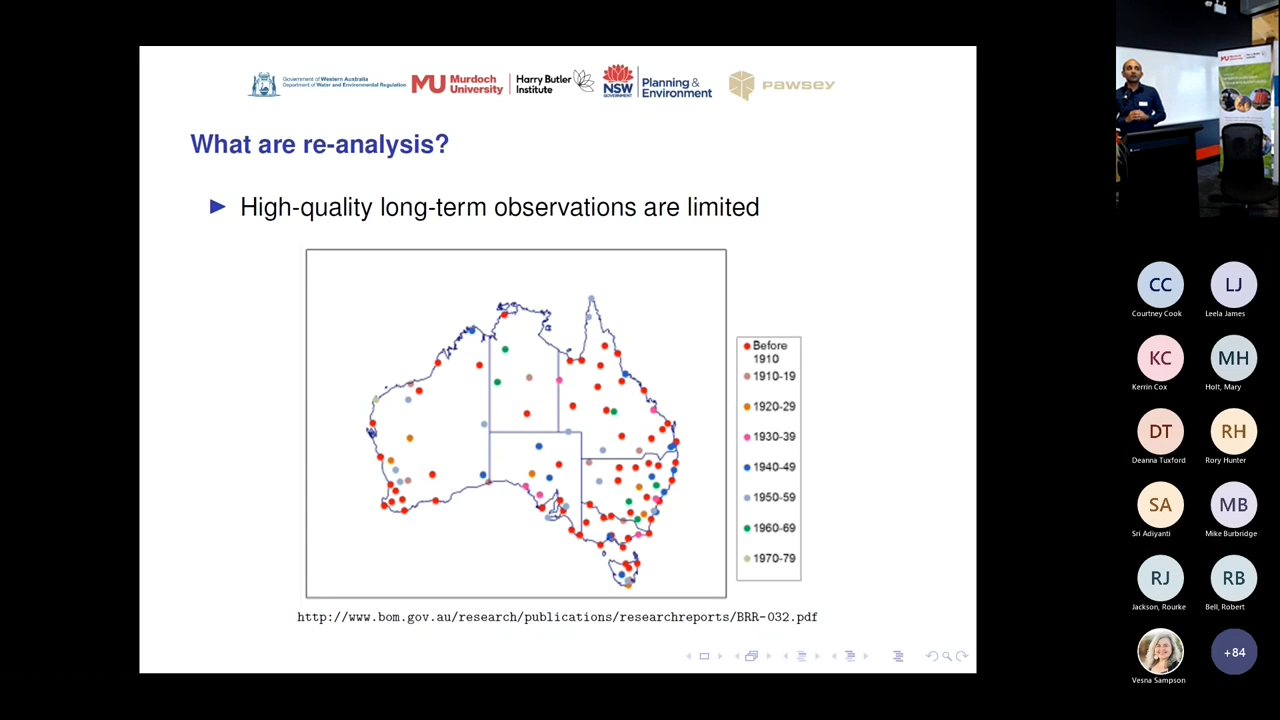 Government of Western Australia
Department of Water and Environmental Regulation
MU Murdoch University
Harry Butler Institute
NSW GOVERNMENT
Planning & Environment
PAWSEY
What are re-analysis?
High-quality long-term observations are limited
Before 1910
1910-19
1920-29
1930-39
1940-49
1950-59
1960-69
1970-79
http://www.bom.gov.au/research/publications/researchreports/BRR-032.pdf
CC
LJ
Courtney Cook
Leela James
KC
MH
Kerrin Cox
Holt, Mary
DT
RH
Deanna Tuxford
Rory Hunter
SA
MB
Sri Adiyanti
Mike Burbridge
RJ
RB
Jackson, Rourke
Bell, Robert
+84
Vesna Sampson